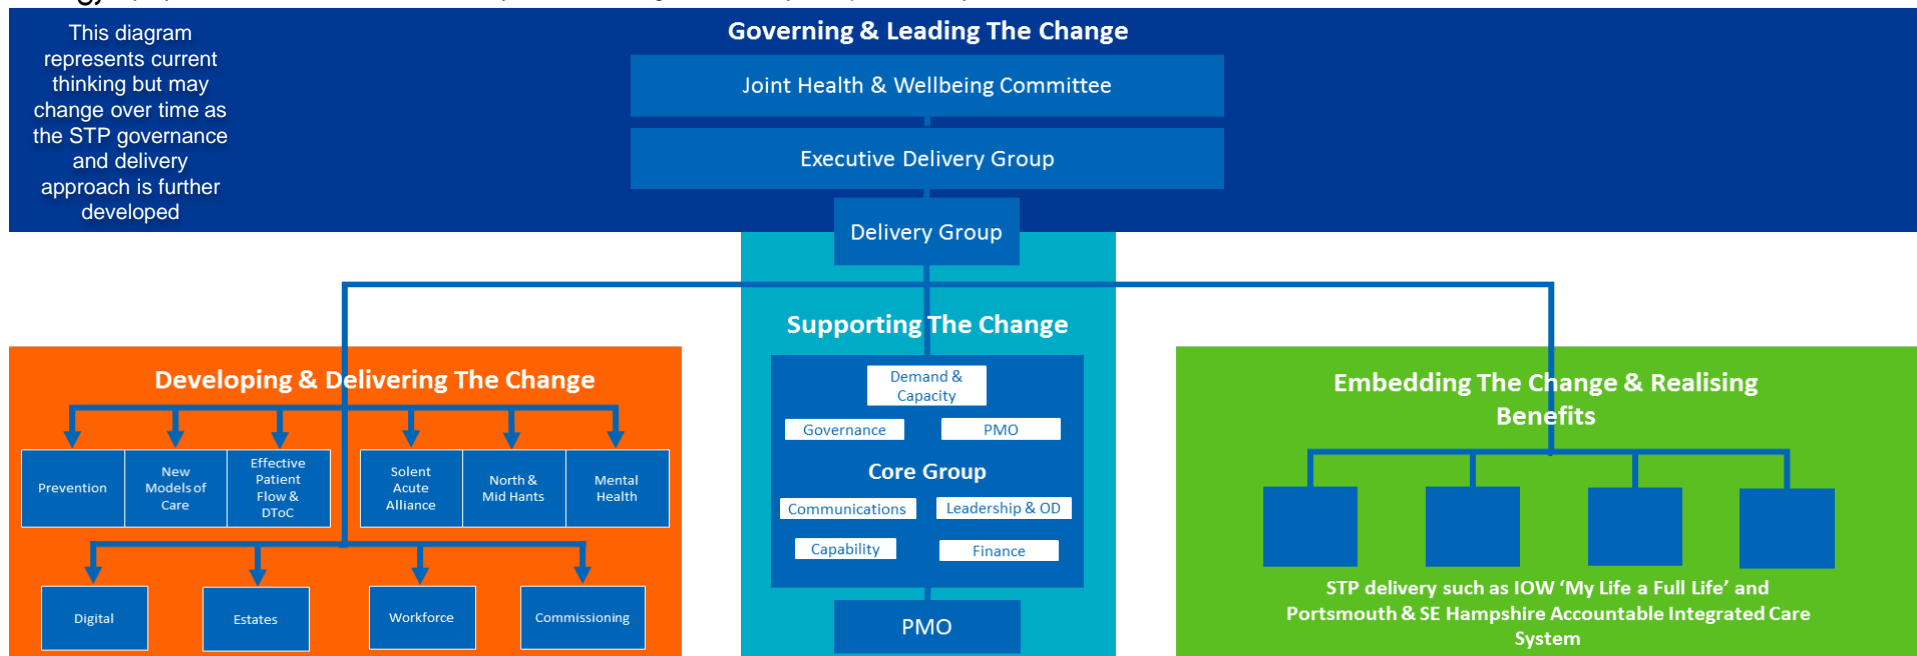 This diagram
represents current
thinking but may
change over time as
the STP governance
and delivery
approach is further
developed
Governing & Leading The Change
Joint Health & Wellbeing Committee
Executive Delivery Group
Delivery Group
Supporting The Change
Demand &
Capacity
Governance
PMO
Core Group
Communications
Leadership & OD
Capability
Finance
PMO
Developing & Delivering The Change
Prevention
New
Models of
Care
Effective
Patient
Flow &
DToC
Solent
Acute
Alliance
North &
Mid Hants
Mental
Health
Digital
Estates
Workforce
Commissioning
Embedding The Change & Realising
Benefits
STP delivery such as IOW ‘My Life a Full Life’ and
Portsmouth & SE Hampshire Accountable Integrated Care
System